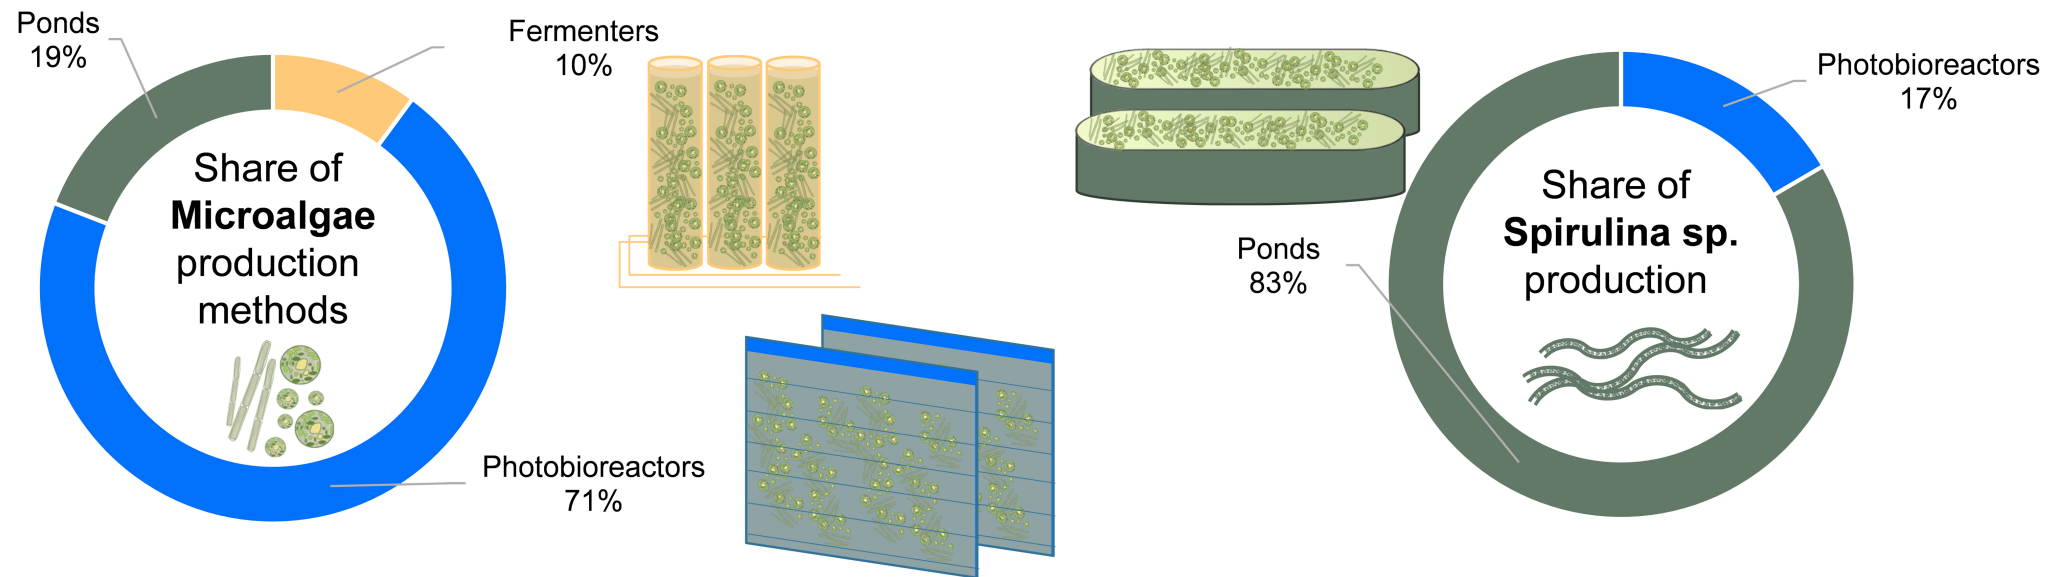 Ponds
19%
Fermenters
10%
Share of
Microalgae
production
methods
Photobioreactors
71%
Photobioreactors
17%
Share of
Spirulina sp.
production
Ponds
83%